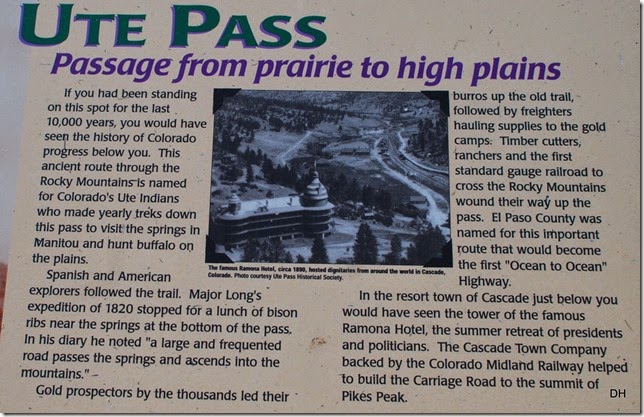 UTE PASS
Passage from prairie to high plains
If you had been standing
on this spot for the last
10,000 years, you would have
seen the history of Colorado
progress below you. This
ancient route through the
Rocky Mountains is named
for Colorado's Ute Indians
who made yearly treks down
this pass to visit the springs in
Manitou and hunt buffalo on
the plains.
Spanish and American
explorers followed the trail. Major Long's
expedition of 1820 stopped for a lunch of bison
ribs near the springs at the bottom of the pass.
In his diary he noted "a large and frequented
road passes the springs and ascends into the
mountains."
Gold prospectors by the thousands led their
The famous Ramona Hotel, circa 1890, hosted dignitaries from around the world in Cascade,
Colorado. Photo courtesy Ute Pass Historical Society.
burros up the old trail,
followed by freighters
hauling supplies to the gold
camps. Timber cutters,
ranchers and the first
standard gauge railroad to
cross the Rocky Mountains
wound their way up the
pass. El Paso County was
named for this important
route that would become
the first "Ocean to Ocean"
Highway.
In the resort town of Cascade just below you
would have seen the tower of the famous
Ramona Hotel, the summer retreat of presidents
and politicians. The Cascade Town Company
backed by the Colorado Midland Railway helped
to build the Carriage Road to the summit of
Pikes Peak.
DH